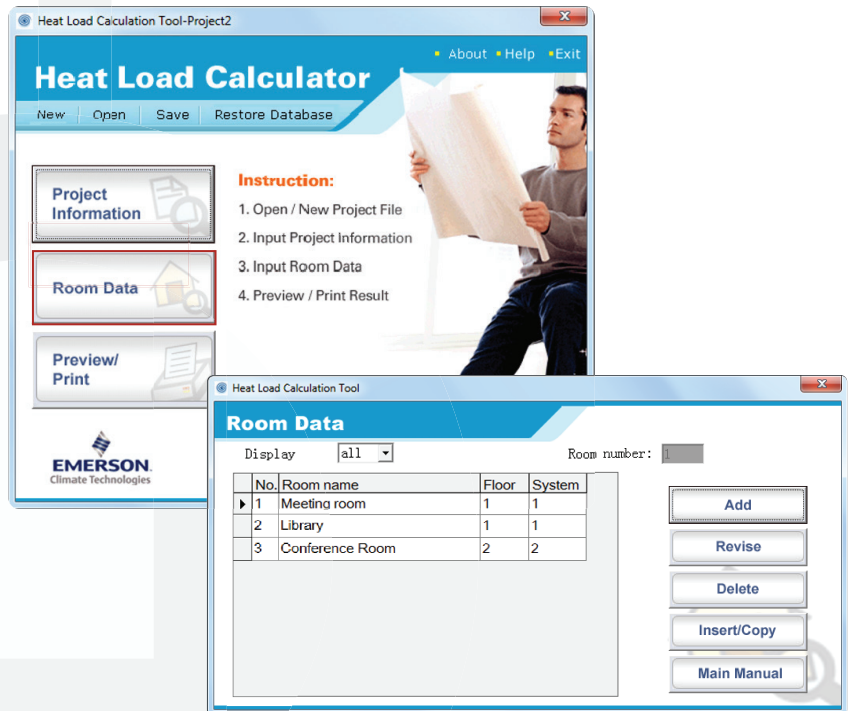 Heat Load Calculation Tool-Project2
About Help Exit
Heat Load Calculator
New Open Save Restore Database
Project
Information
Room Data
Preview/
Print
Instruction:
1. Open / New Project File
2. Input Project Information
3. Input Room Data
4. Preview / Print Result
EMERSON.
Climate Technologies
Heat Load Calculation Tool
Room Data
Display all Room number: 1
No. Room name Floor System
1 Meeting room 1 1
2 Library 1 1
3 Conference Room 2 2
Add
Revise
Delete
Insert/Copy
Main Manual